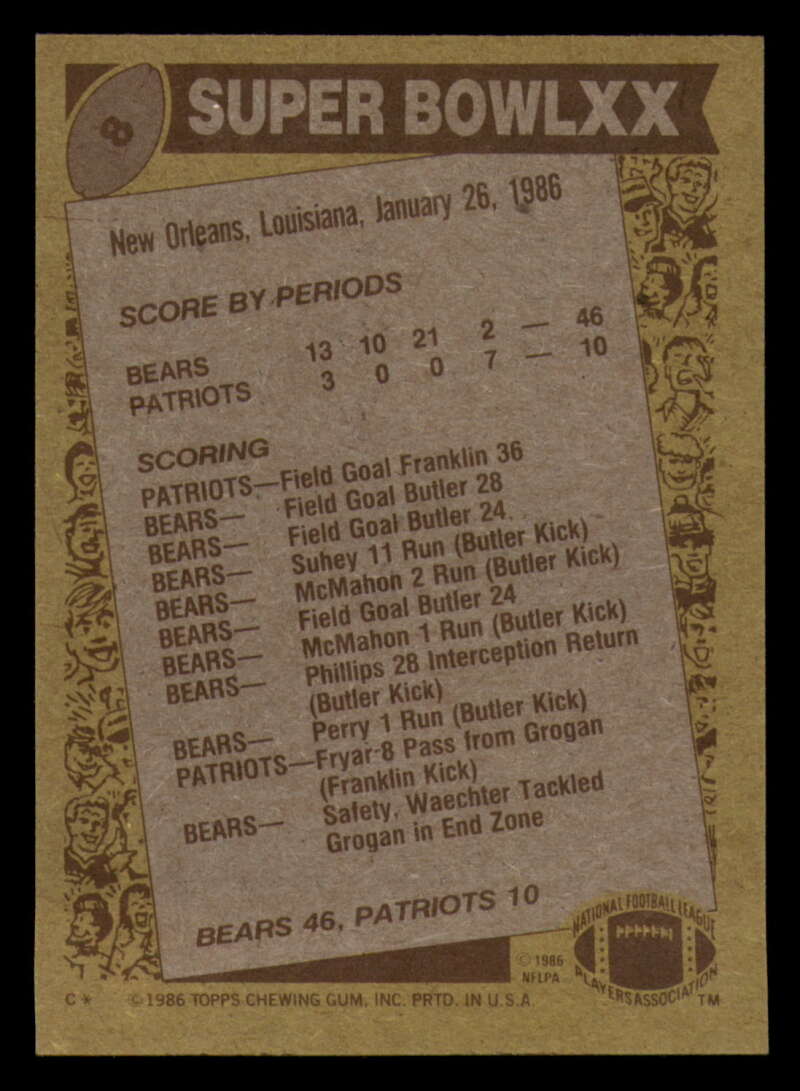 8
SUPER BOWL XX
New Orleans, Louisiana, January 26, 1986
SCORE BY PERIODS
BEARS 13 10 21 2 — 46
PATRIOTS 3 0 0 7 — 10
SCORING
PATRIOTS—Field Goal Franklin 36
BEARS— Field Goal Butler 28
BEARS— Field Goal Butler 24
BEARS— Suhey 11 Run (Butler Kick)
BEARS— McMahon 2 Run (Butler Kick)
BEARS— Field Goal Butler 24
BEARS— McMahon 1 Run (Butler Kick)
BEARS— Phillips 28 Interception Return
(Butler Kick)
BEARS— Perry 1 Run (Butler Kick)
PATRIOTS—Fryar 8 Pass from Grogan
(Franklin Kick)
BEARS— Safety, Waechter Tackled
Grogan in End Zone
BEARS 46, PATRIOTS 10
© 1986
NFLPA
NATIONAL FOOTBALL LEAGUE
PLAYERS ASSOCIATION
TM
C* © 1986 TOPPS CHEWING GUM, INC. PRTD. IN U.S.A.